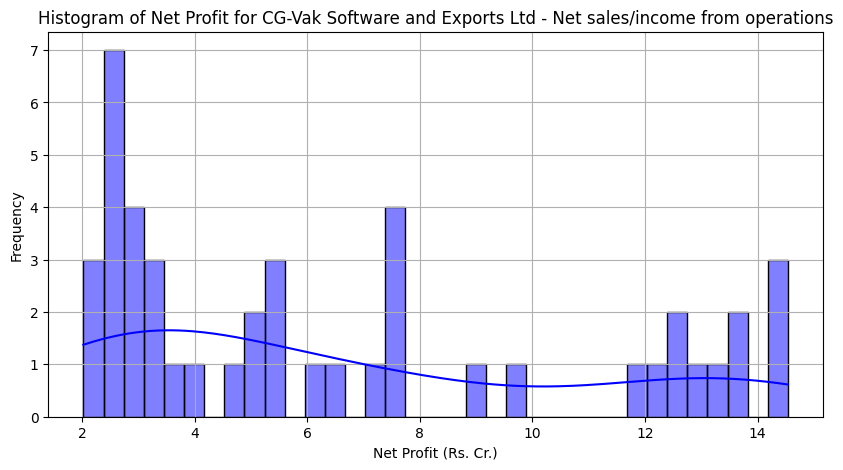 Histogram of Net Profit for CG-Vak Software and Exports Ltd - Net sales/income from operations
7
6
5
4
3
2
1
0
Frequency
2 4 6 8 10 12 14
Net Profit (Rs. Cr.)